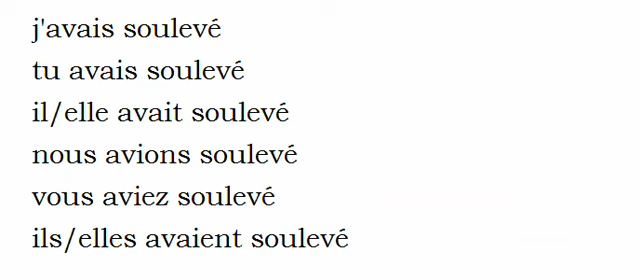 j'avais soulevé
tu avais soulevé
il/elle avait soulevé
nous avions soulevé
vous aviez soulevé
ils/elles avaient soulevé